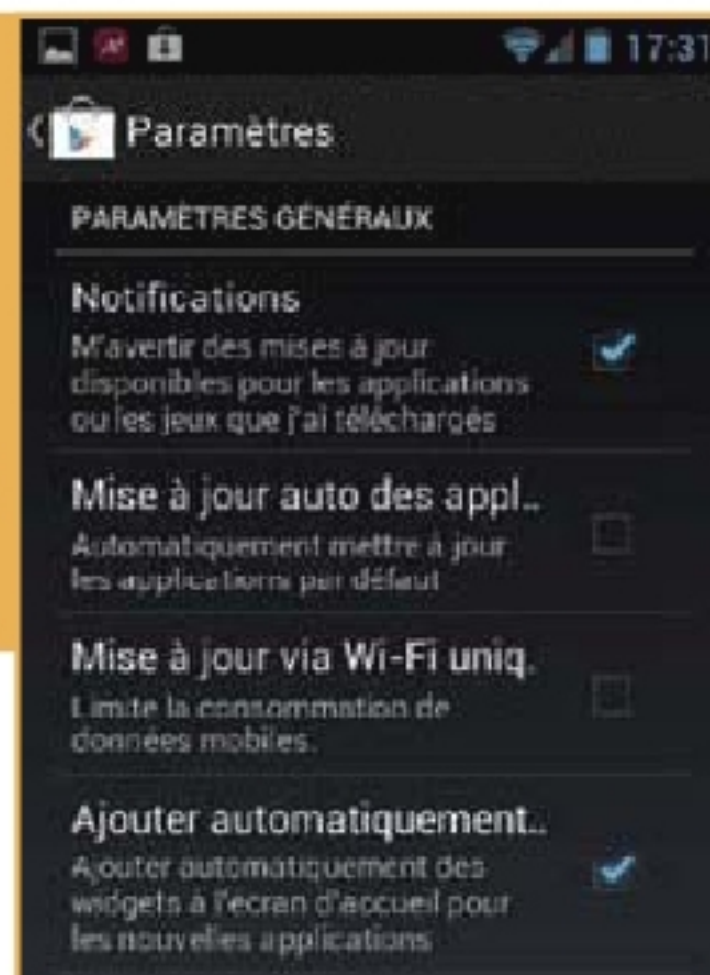 17:31
Paramètres
PARAMÈTRES GÉNÉRAUX
Notifications
M'avertir des mises à jour
disponibles pour les applications
ou les jeux que j'ai téléchargés
Mise à jour auto des appl..
Automatiquement mettre à jour
les applications par défaut
Mise à jour via Wi-Fi uniq.
Limite la consommation de
données mobiles.
Ajouter automatiquement..
Ajouter automatiquement des
widgets à l'écran d'accueil pour
les nouvelles applications